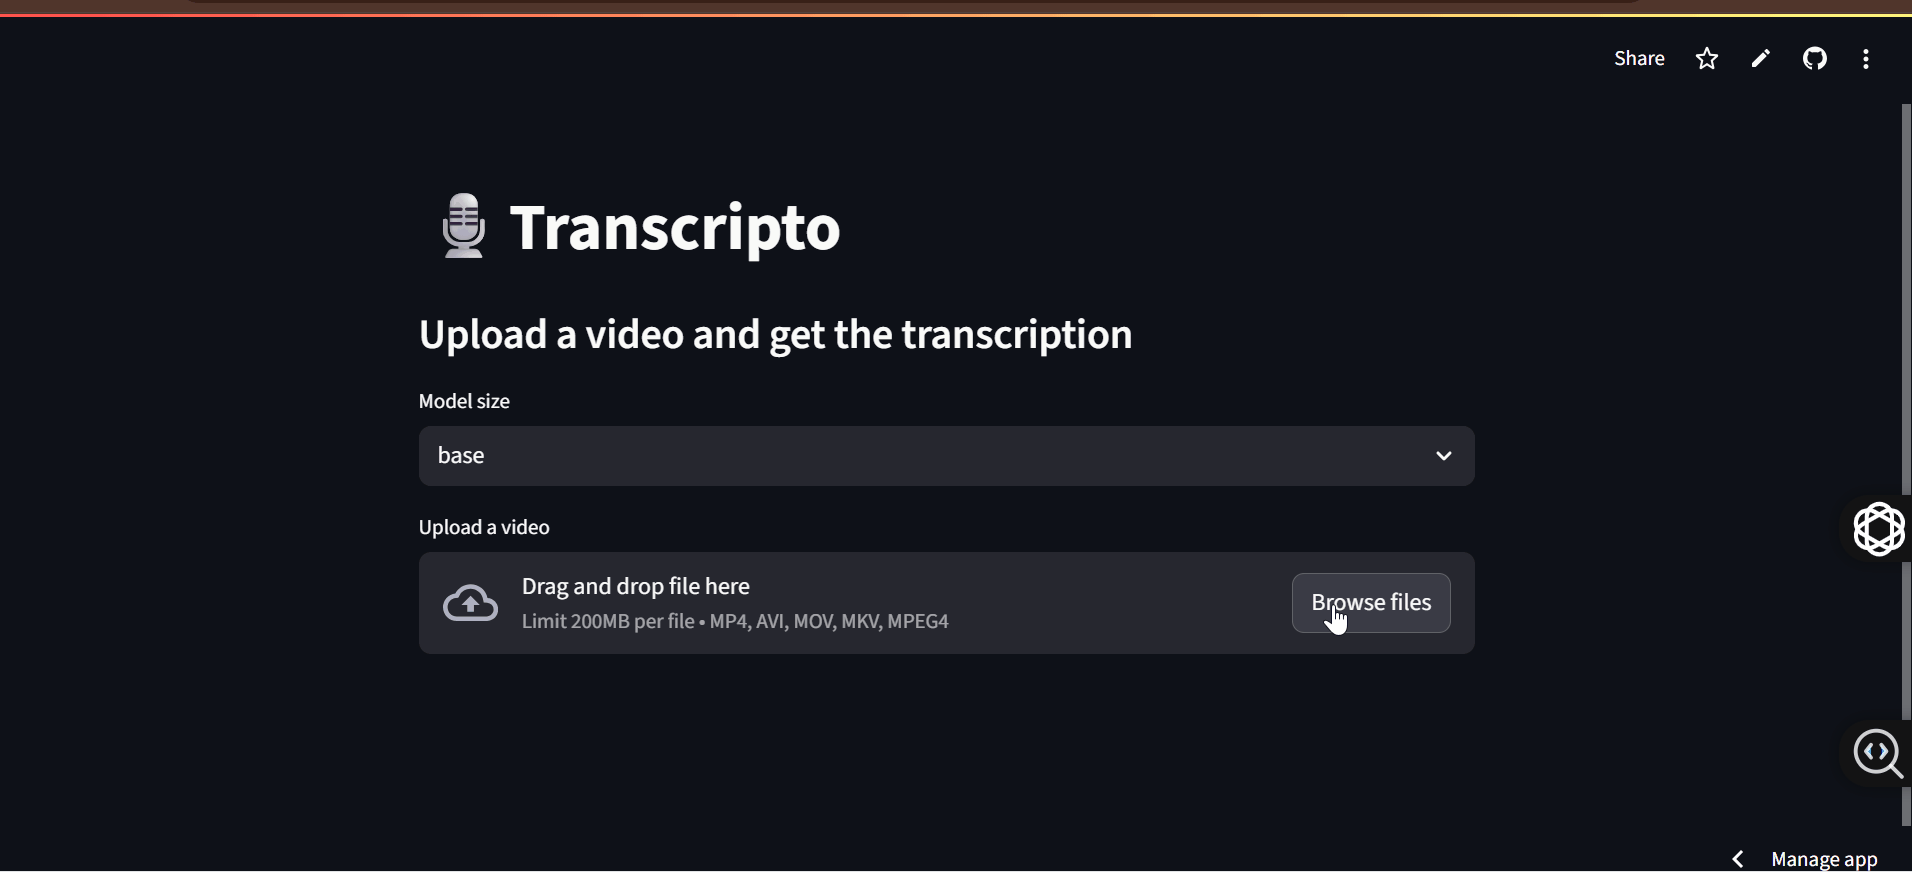 Share
Transcripto
Upload a video and get the transcription
Model size
base
Upload a video
Drag and drop file here
Limit 200MB per file • MP4, AVI, MOV, MKV, MPEG4
Browse files
Manage app